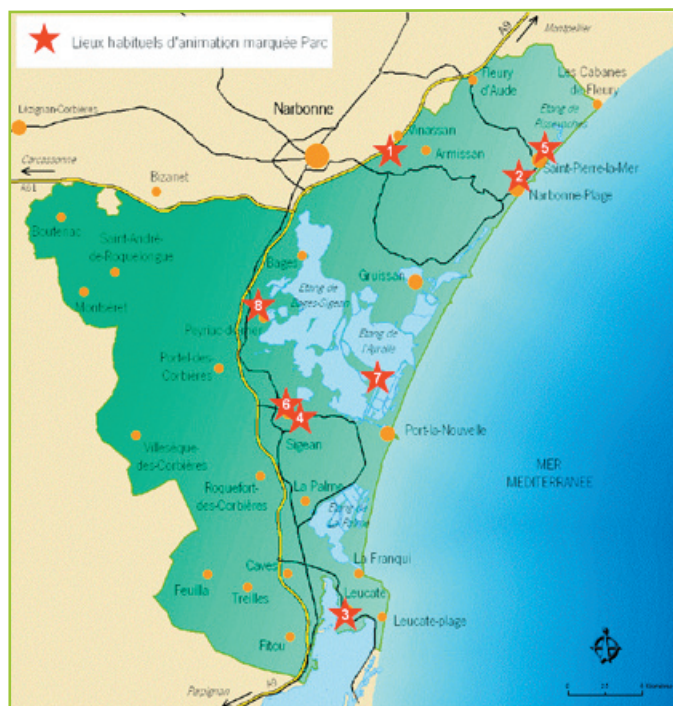 Lieux habituels d'animation marquée Parc
A9
Montpellier
Fleury
d'Aude
Les Cabanes
de Fleury
Lézignan-Corbières
Narbonne
Etang de
Pissevaches
Vinassan
1
Armissan
5
Saint-Pierre-la-Mer
2
Narbonne-Plage
Carcassonne
A61
Bizanet
Boutenac
Saint-André-
de-Roquelongue
Montséret
Bages
Etang de
Bages-Sigean
Gruissan
8
Peyriac-de-Mer
Etang de
l'Ayrolle
7
Portel-des-
Corbières
6
4
Sigean
Port-la-Nouvelle
Villesèque-
des-Corbières
MER
MEDITERRANEE
Roquefort-
des-Corbières
La Palme
Etang de
La Palme
La Franqui
Caves
Feuilla
Treilles
Leucate
3
Leucate-plage
Fitou
Perpignan
A9
0